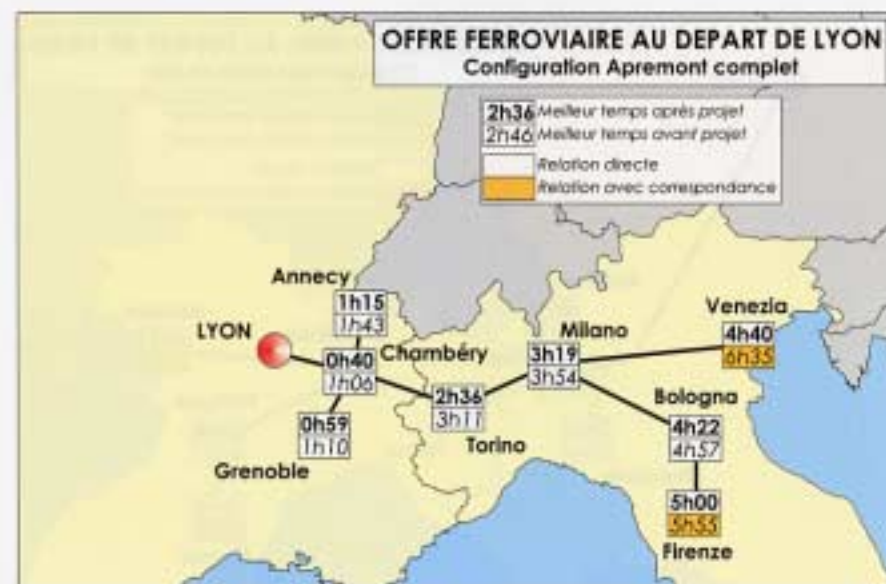 OFFRE FERROVIAIRE AU DEPART DE LYON
Configuration Apremont complet
2h36 Meilleur temps après projet
2h46 Meilleur temps avant projet
Relation directe
Relation avec correspondance
Annecy
1h15
1h43
LYON
Chambéry
0h40
1h06
0h59
1h10
Grenoble
2h36
3h11
Torino
Milano
3h19
3h54
Venezia
4h40
6h35
Bologna
4h22
4h57
5h00
5h55
Firenze